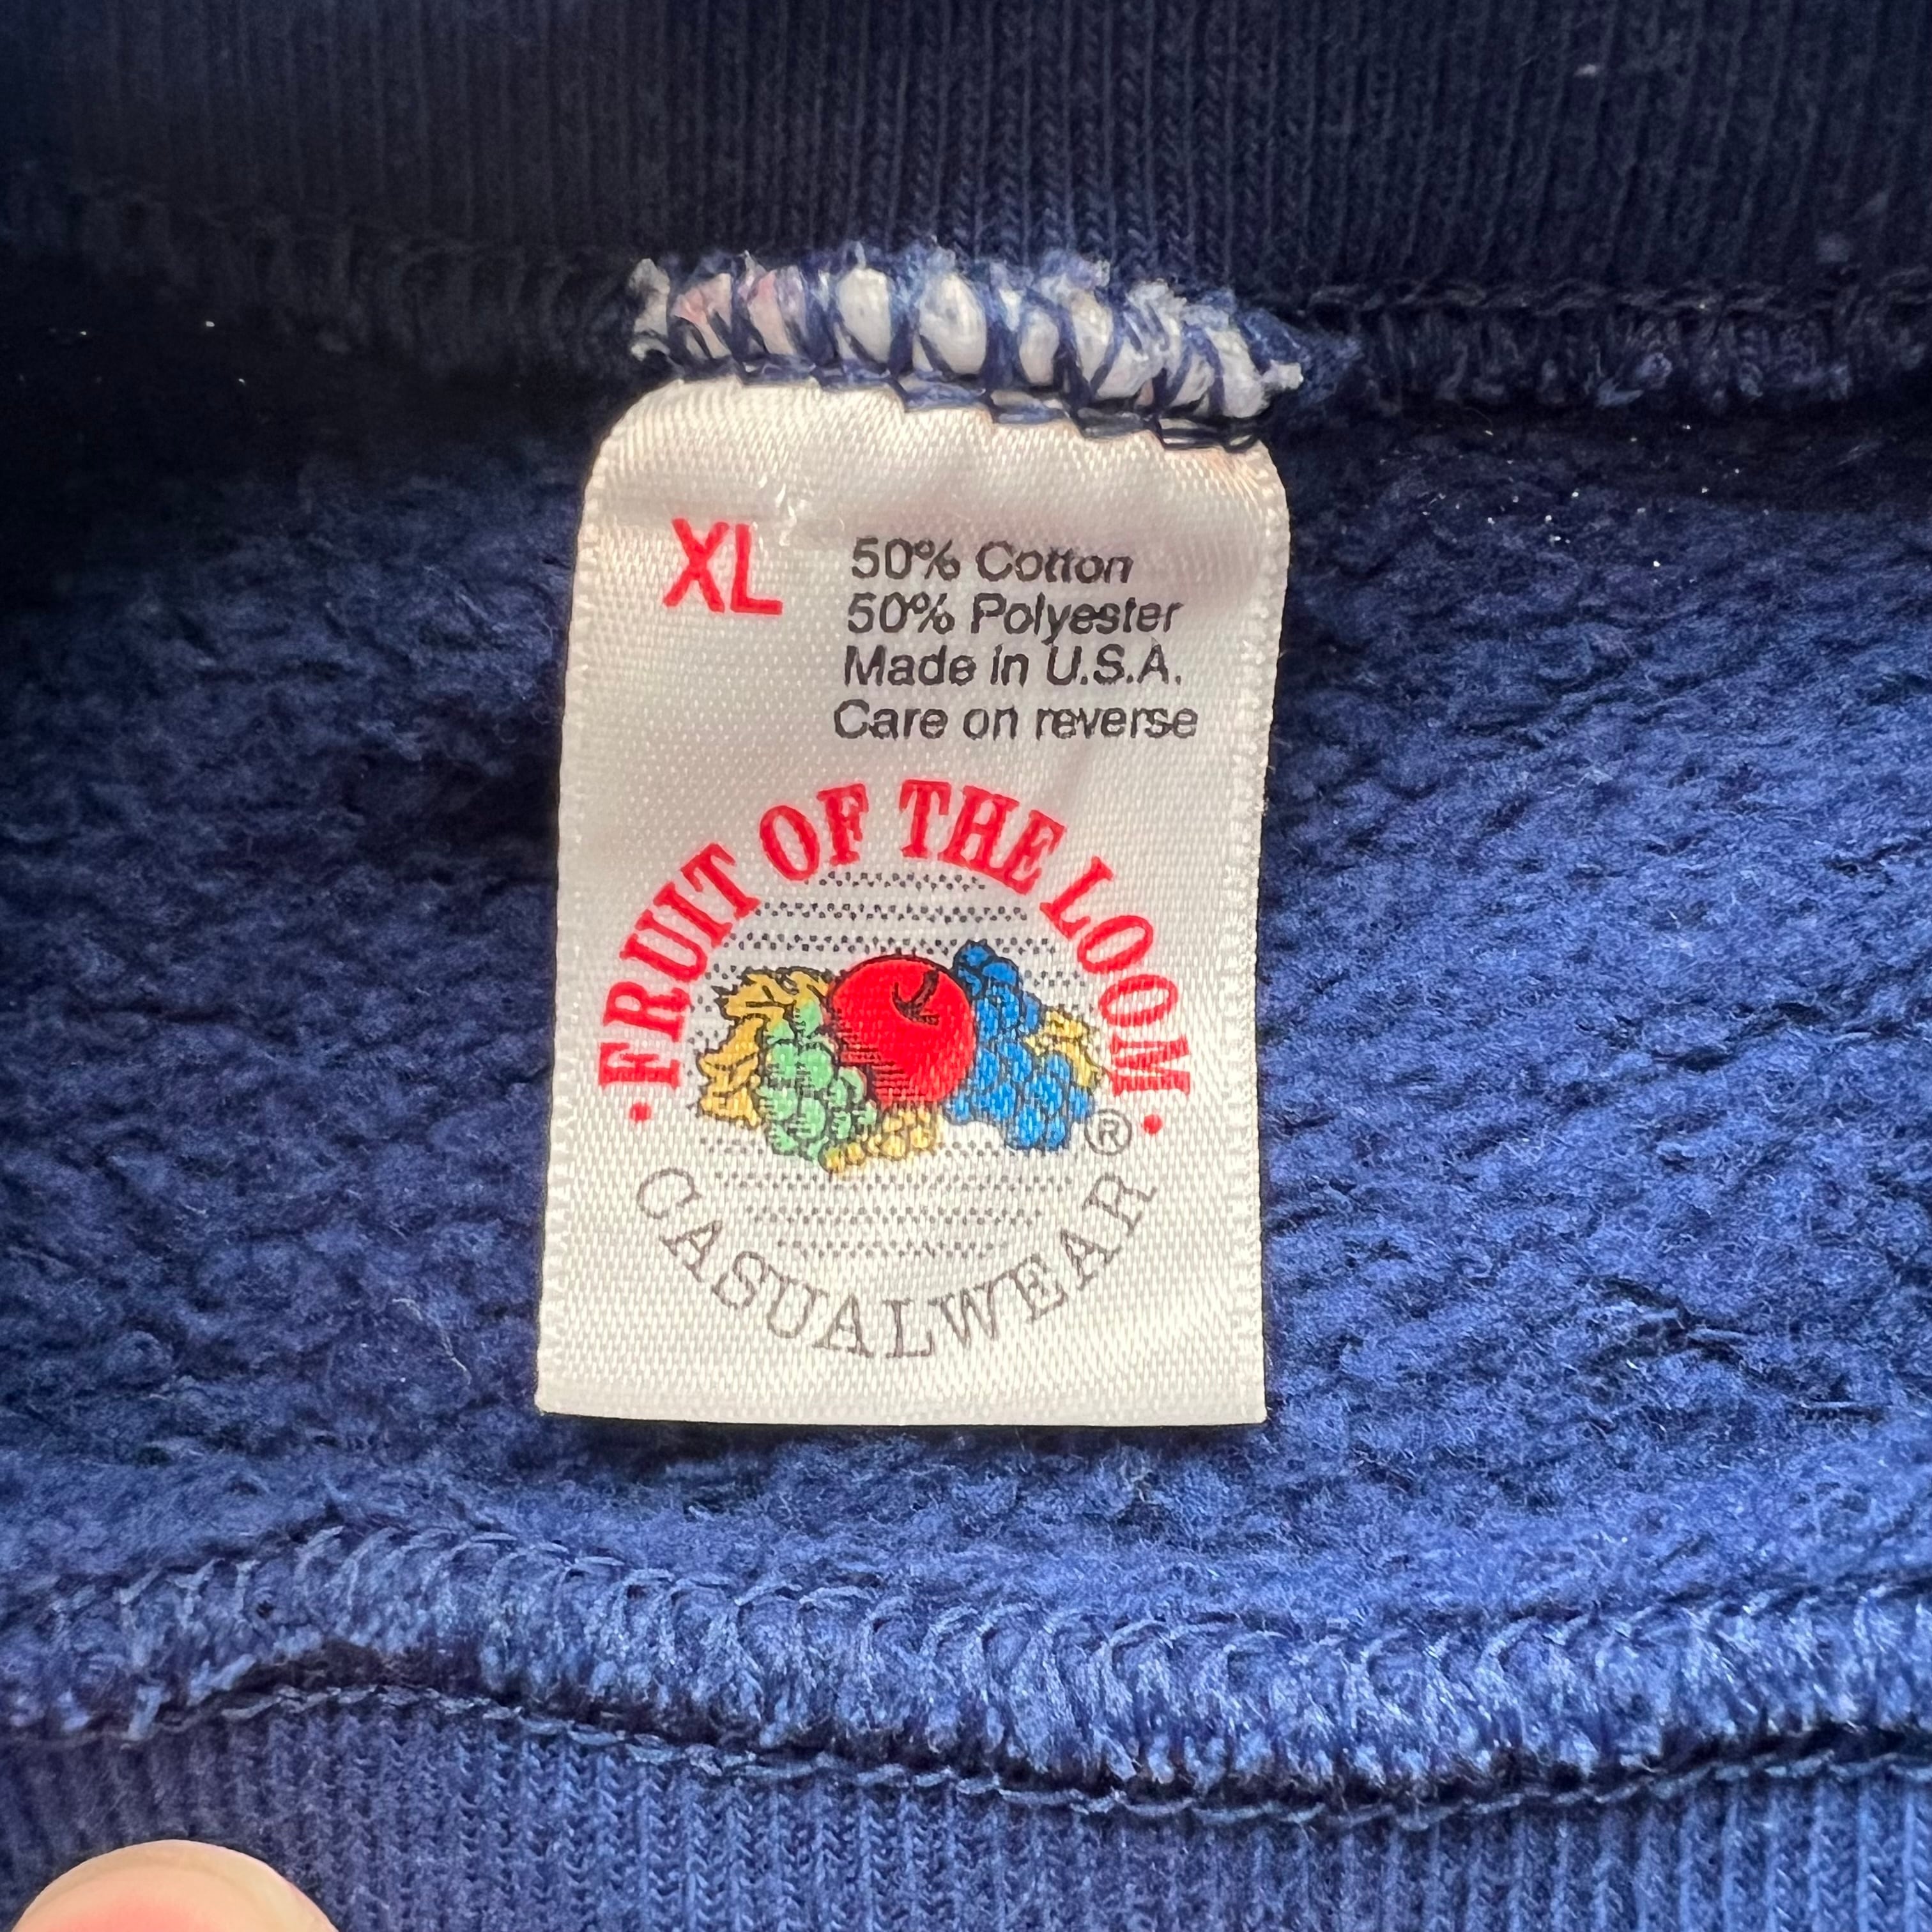 XL
50% Cotton
50% Polyester
Made in U.S.A.
Care on reverse
• FRUIT OF THE LOOM •
®
CASUALWEAR